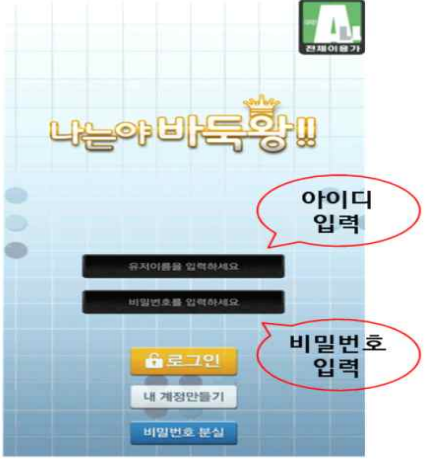 전체이용가
나는야 바둑왕!!
아이디
입력
유저이름을 입력하세요
비밀번호를 입력하세요
비밀번호
입력
로그인
내 계정만들기
비밀번호 분실